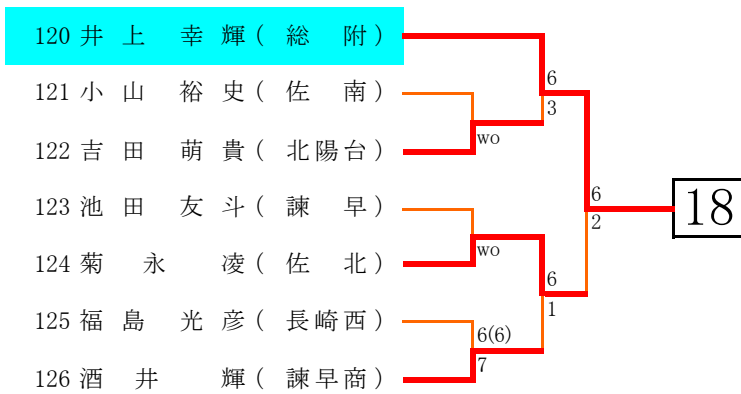 120 井上 幸輝(総附)
121 小山 裕史(佐南)
122 吉田 萌貴(北陽台)
123 池田 友斗(諫早)
124 菊永 凌(佐北)
125 福島 光彦(長崎西)
126 酒井 輝(諫早商)
6
3
wo
6
2
18
wo
6
1
6(6)
7